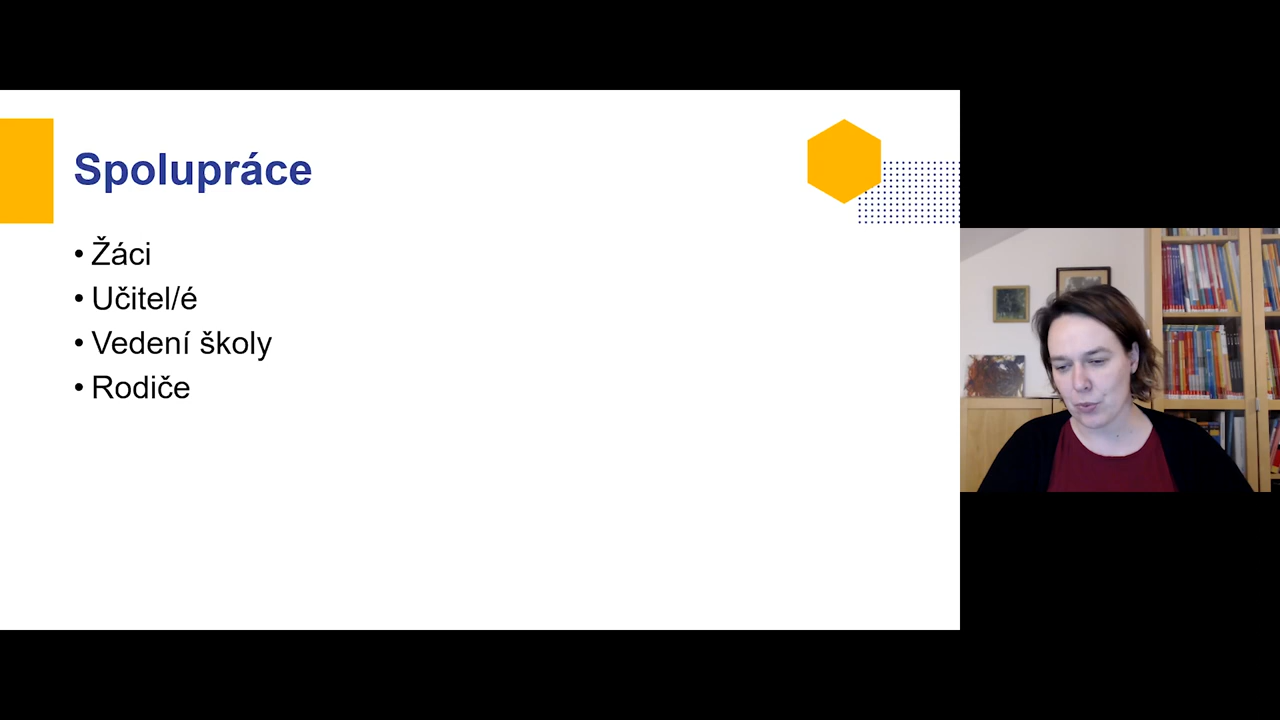 Spolupráce
• Žáci
• Učitel/é
• Vedení školy
• Rodiče